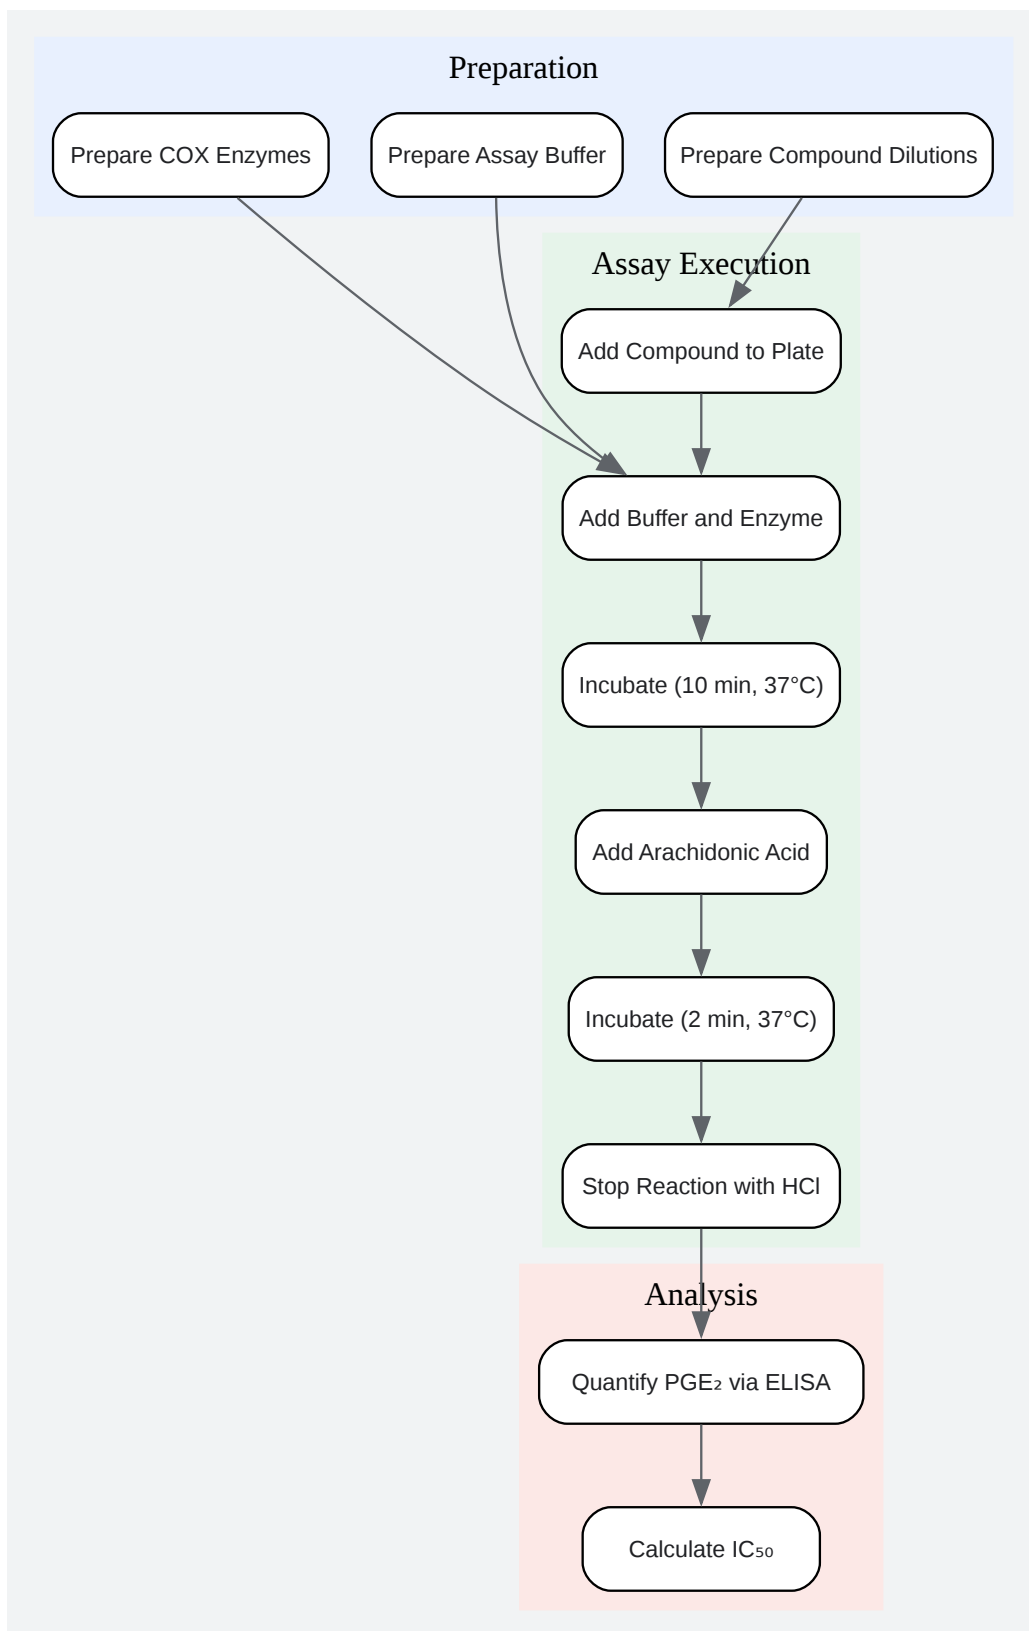 Preparation
Prepare COX Enzymes
Prepare Assay Buffer
Prepare Compound Dilutions
Assay Execution
Add Compound to Plate
Add Buffer and Enzyme
Incubate (10 min, 37°C)
Add Arachidonic Acid
Incubate (2 min, 37°C)
Stop Reaction with HCl
Analysis
Quantify PGE₂ via ELISA
Calculate IC₅₀